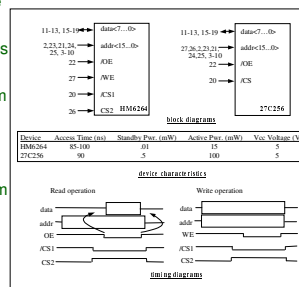 e
s
m
m
11-13, 15-19
data<7...0>
2,23,21,24,
25, 3-10
addr<15...0>
22
/OE
27
/WE
20
/CS1
26
CS2
HM6264
11-13, 15-19
data<7...0>
27,26,2,23,21,
24,25, 3-10
addr<15...0>
22
/OE
20
/CS
27C256
block diagrams
Device Access Time (ns) Standby Pwr. (mW) Active Pwr. (mW) Vcc Voltage (V
HM6264 85-100 .01 15 5
27C256 90 .5 100 5
device characteristics
Read operation
data
addr
OE
/CS1
CS2
Write operation
data
addr
WE
/CS1
CS2
timing diagrams